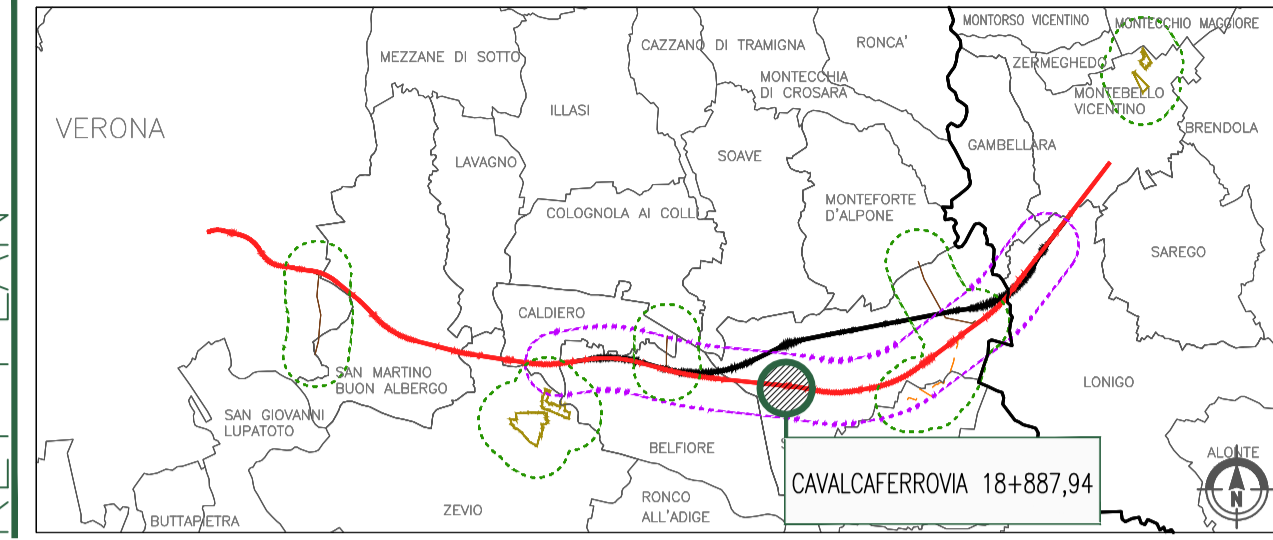 MONTORSO VICENTINO
MONTECCHIO MAGGIORE
MEZZANE DI SOTTO
CAZZANO DI TRAMIGNA
RONCA'
ZERMEGHEDO
MONTECCHIA
DI CROSARA
MONTEBELLO
VICENTINO
ILLASI
VERONA
BRENDOLA
GAMBELLARA
SOAVE
LAVAGNO
MONTEFORTE
D'ALPONE
COLOGNOLA AI COLLI
SAREGO
CALDIERO
SAN MARTINO
BUON ALBERGO
LONIGO
SAN GIOVANNI
LUPATOTO
BELFIORE
ALONTE
CAVALCAFERROVIA 18+887,94
RONCO
ALL'ADIGE
ZEVIO
BUTTAPIETRA
N